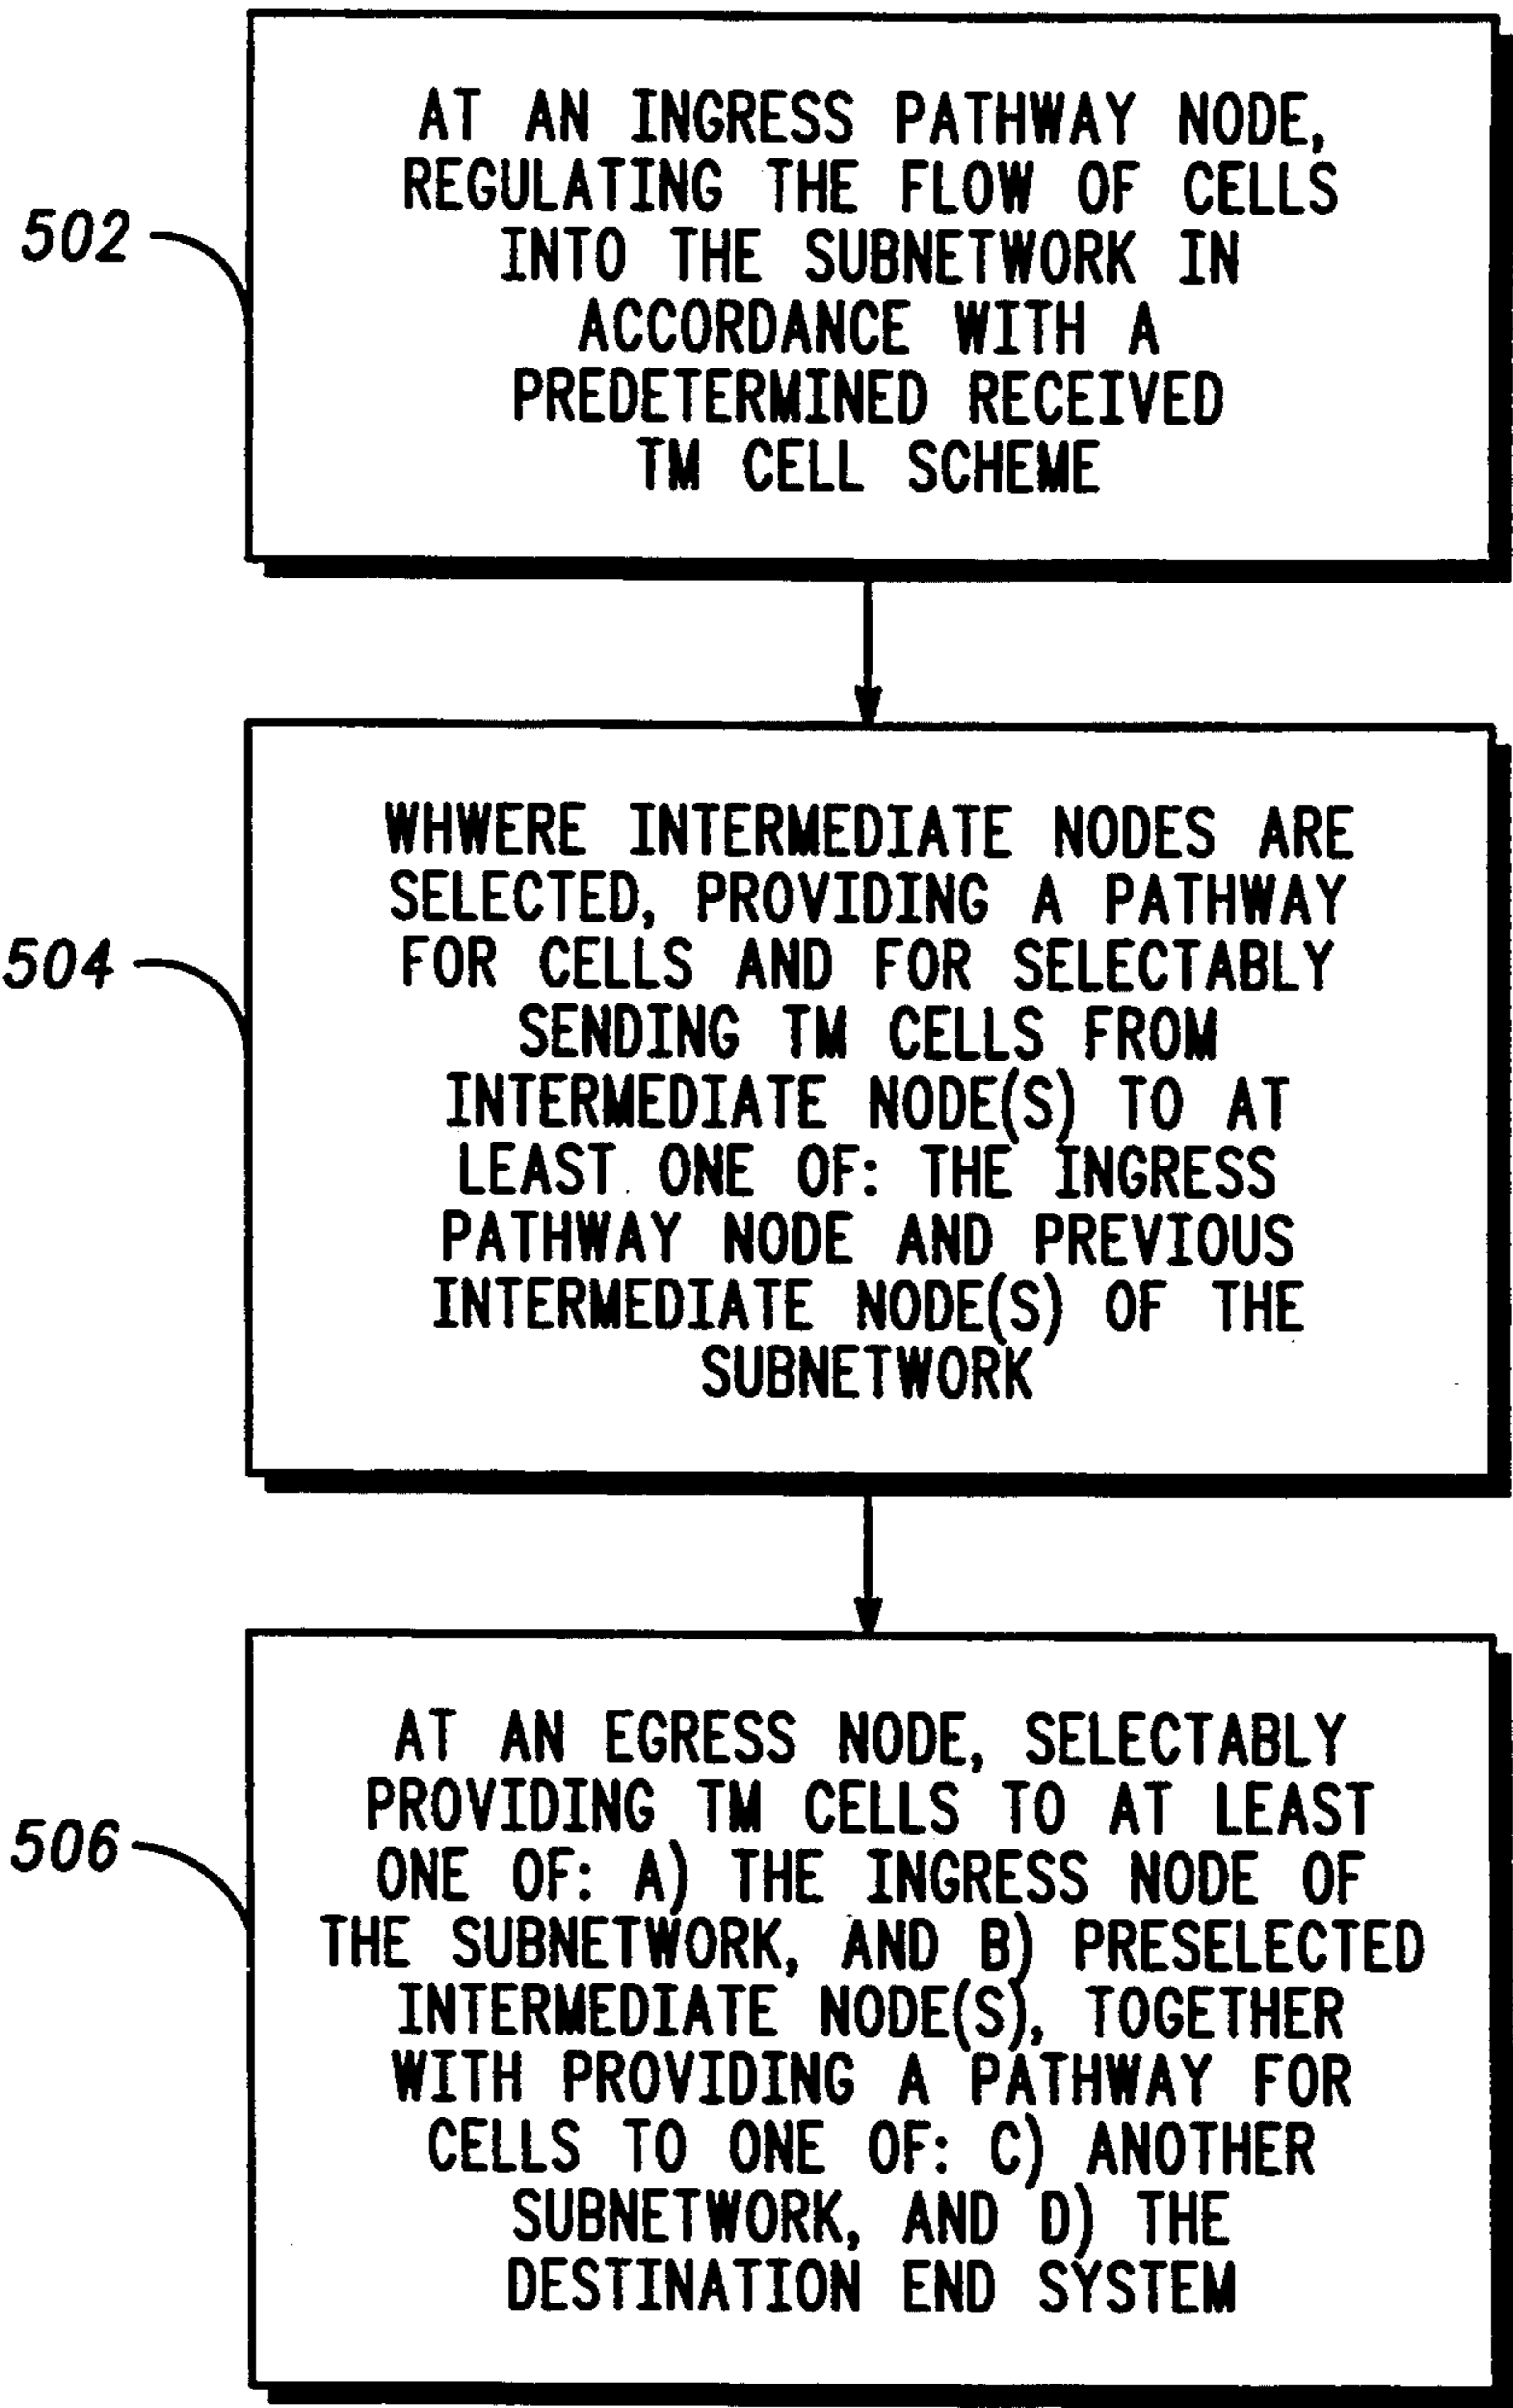 AT AN INGRESS PATHWAY NODE,
REGULATING THE FLOW OF CELLS
INTO THE SUBNETWORK IN
ACCORDANCE WITH A
PREDETERMINED RECEIVED
TM CELL SCHEME
502
WHWERE INTERMEDIATE NODES ARE
SELECTED, PROVIDING A PATHWAY
FOR CELLS AND FOR SELECTABLY
SENDING TM CELLS FROM
INTERMEDIATE NODE(S) TO AT
LEAST ONE OF: THE INGRESS
PATHWAY NODE AND PREVIOUS
INTERMEDIATE NODE(S) OF THE
SUBNETWORK
504
AT AN EGRESS NODE, SELECTABLY
PROVIDING TM CELLS TO AT LEAST
ONE OF: A) THE INGRESS NODE OF
THE SUBNETWORK, AND B) PRESELECTED
INTERMEDIATE NODE(S), TOGETHER
WITH PROVIDING A PATHWAY FOR
CELLS TO ONE OF: C) ANOTHER
SUBNETWORK, AND D) THE
DESTINATION END SYSTEM
506